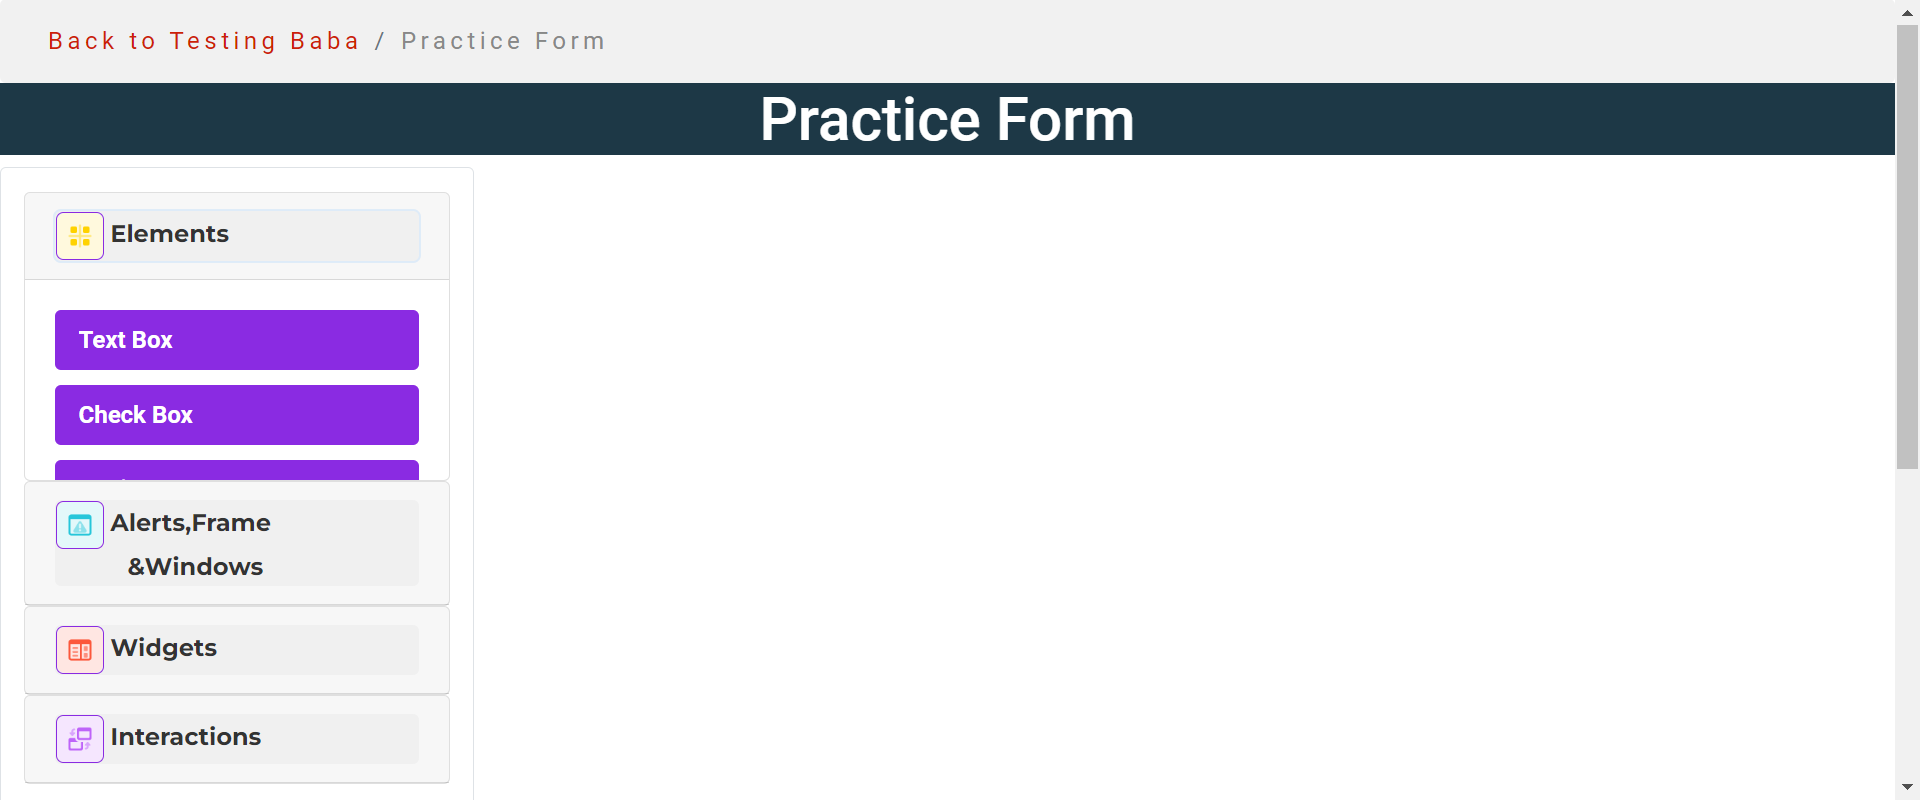 Back to Testing Baba / Practice Form
Practice Form
Elements
Text Box
Check Box
Alerts,Frame
&Windows
Widgets
Interactions